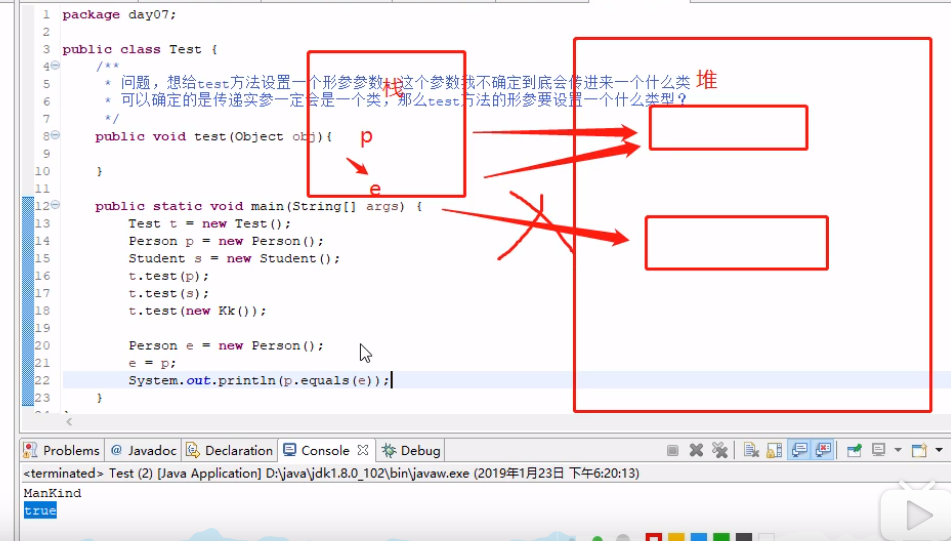 1 package day07;
2
3 public class Test {
4 /**
5 * 问题，想给test方法设置一个形参参数，这个参数我不确定到底会传进来一个什么类
6 * 可以确定的是传递实参一定会是一个类，那么test方法的形参要设置一个什么类型？
7 */
8 public void test(Object obj){
9
10 }
11
12 public static void main(String[] args) {
13 Test t = new Test();
14 Person p = new Person();
15 Student s = new Student();
16 t.test(p);
17 t.test(s);
18 t.test(new Kk());
19
20 Person e = new Person();
21 e = p;
22 System.out.println(p.equals(e));
23 }
栈
堆
p
e
Problems @ Javadoc Declaration Console Debug
<terminated> Test (2) [Java Application] D:\java\jdk1.8.0_102\bin\javaw.exe (2019年1月23日 下午6:20:13)
ManKind
true